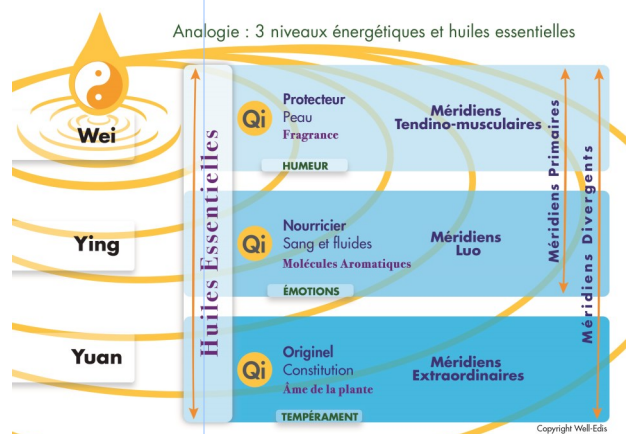 Analogie : 3 niveaux énergétiques et huiles essentielles
Wei
Qi
Protecteur
Peau
Fragrance
HUMEUR
Méridiens
Tendino-musculaires
Ying
Qi
Nourricier
Sang et fluides
Molécules Aromatiques
ÉMOTIONS
Méridiens
Luo
Yuan
Qi
Originel
Constitution
Âme de la plante
TEMPÉRAMENT
Méridiens
Extraordinaires
Huiles Essentielles
Méridiens Primaires
Méridiens Divergents
Copyright Well-Edis